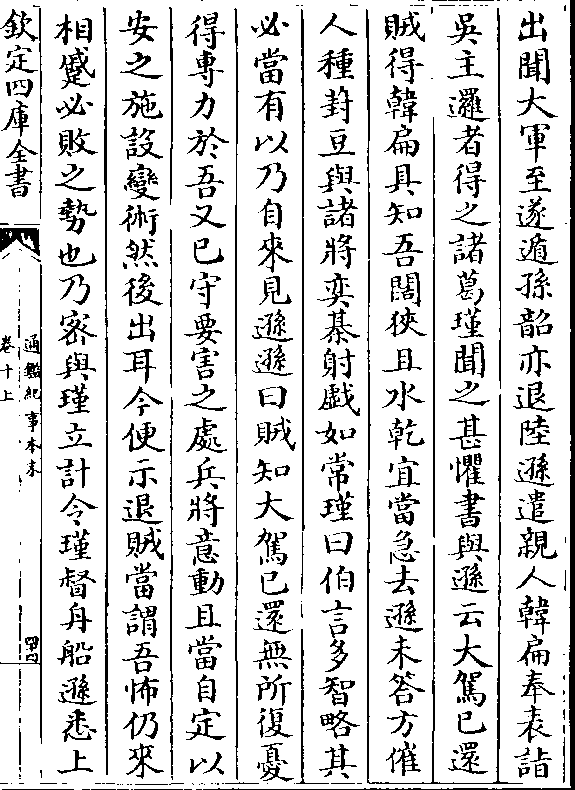 出聞大軍至遂遁孫韶亦退陸遜遣親人韓扁奉表詣
吳主邏者得之諸葛瑾聞之甚懼書與遜云大駕已還
賊得韓扁具知吾闊狹且水乾宜當急去遜未答方催
人種葑豆與諸將奕棊射戱如常瑾曰伯言多智略其
必當有以乃自來見遜遜曰賊知大駕已還無所復憂
得專力於吾又已守要害之處兵將意動且當自定以
安之施設變術然後出耳今便示退賊當謂吾怖仍來
相蹙必敗之勢也乃宻與瑾立計令瑾督舟船遜悉上
欽定四庫全書
通鑑紀事本末
卷十上